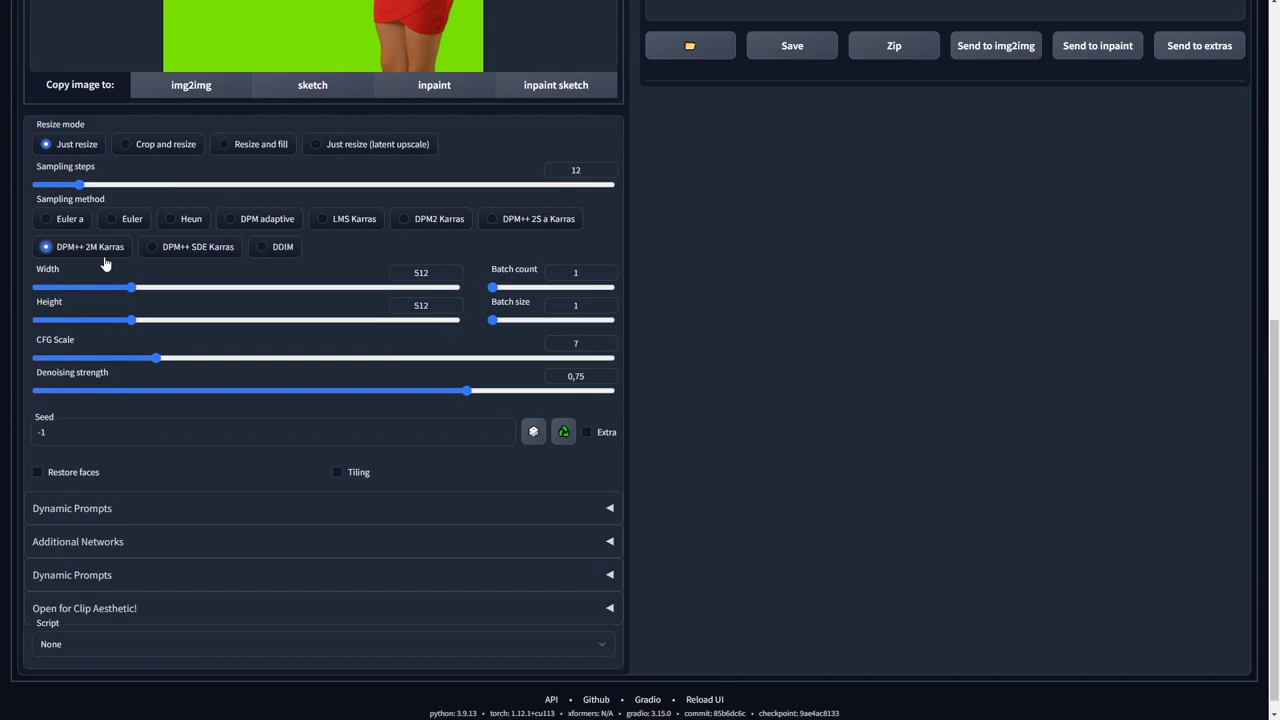 Save
Zip
Send to img2img
Send to inpaint
Send to extras
Copy image to:
img2img
sketch
inpaint
inpaint sketch
Resize mode
Just resize
Crop and resize
Resize and fill
Just resize (latent upscale)
Sampling steps
12
Sampling method
Euler a
Euler
Heun
DPM adaptive
LMS Karras
DPM2 Karras
DPM++ 2S a Karras
DPM++ 2M Karras
DPM++ SDE Karras
DDIM
Width
512
Batch count
1
Height
512
Batch size
1
CFG Scale
7
Denoising strength
0,75
Seed
-1
Extra
Restore faces
Tiling
Dynamic Prompts
Additional Networks
Dynamic Prompts
Open for Clip Aesthetic!
Script
None
API • Github • Gradio • Reload UI
python: 3.9.13 • torch: 1.12.1+cu113 • xformers: N/A • gradio: 3.15.0 • commit: 85b6dc6c • checkpoint: 9ae4ac8133